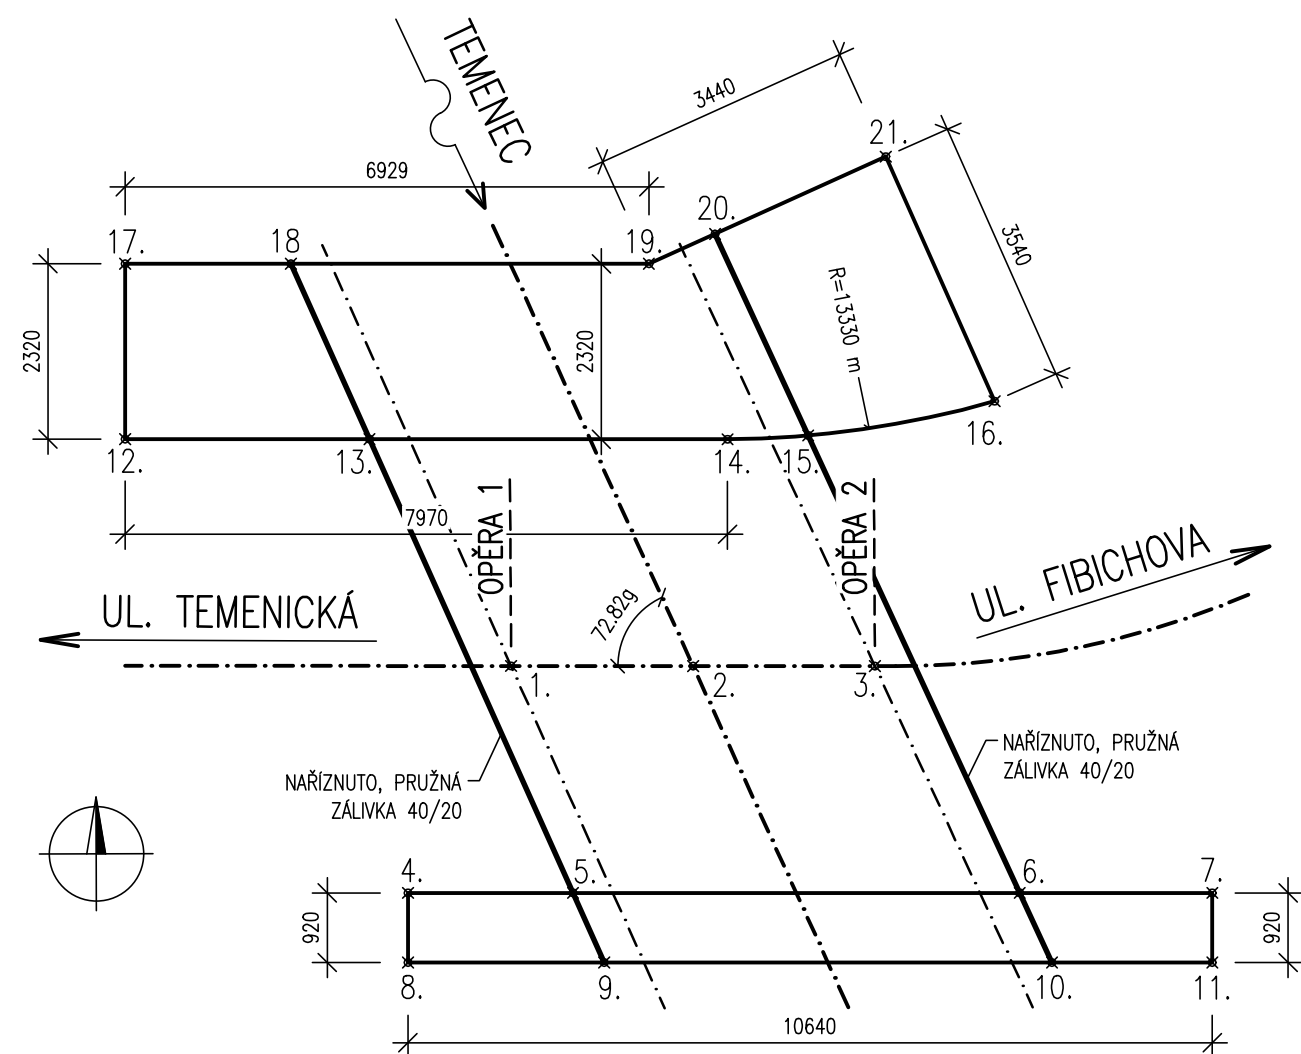 TEMENEC
3440
21.
6929
20.
17.
18
19.
3540
R=13330 m
2320
2320
12.
13.
14.
15.
16.
7970
OPĚRA 1
OPĚRA 2
UL. FIBICHOVA
UL. TEMENICKÁ
72.82g
1.
2.
3.
NAŘÍZNUTO, PRUŽNÁ
ZÁLIVKA 40/20
NAŘÍZNUTO, PRUŽNÁ
ZÁLIVKA 40/20
4.
5.
6.
7.
920
920
8.
9.
10.
11.
10640